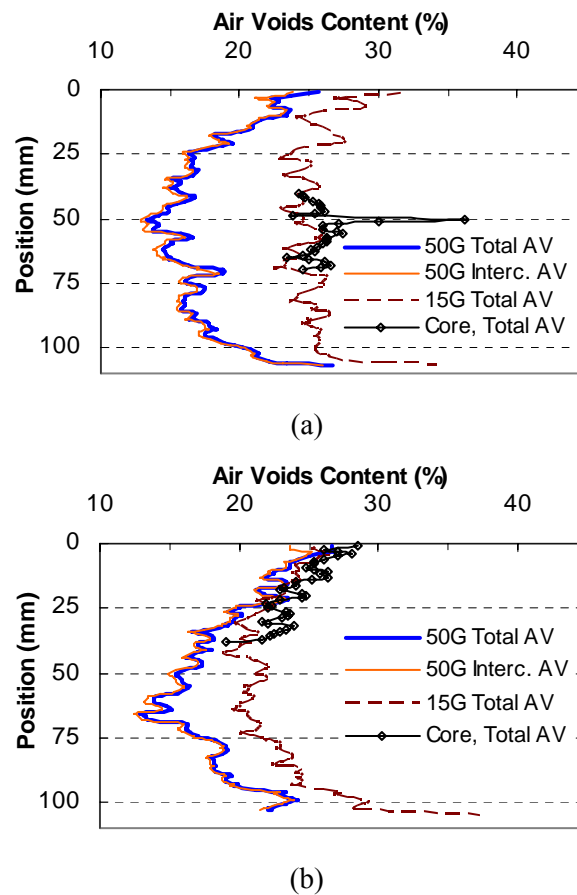 Air Voids Content (%)
10 20 30 40
Position (mm)
0
25
50
75
100
50G Total AV
50G Interc. AV
15G Total AV
Core, Total AV
(a)
Air Voids Content (%)
10 20 30 40
Position (mm)
0
25
50
75
100
50G Total AV
50G Interc. AV
15G Total AV
Core, Total AV
(b)